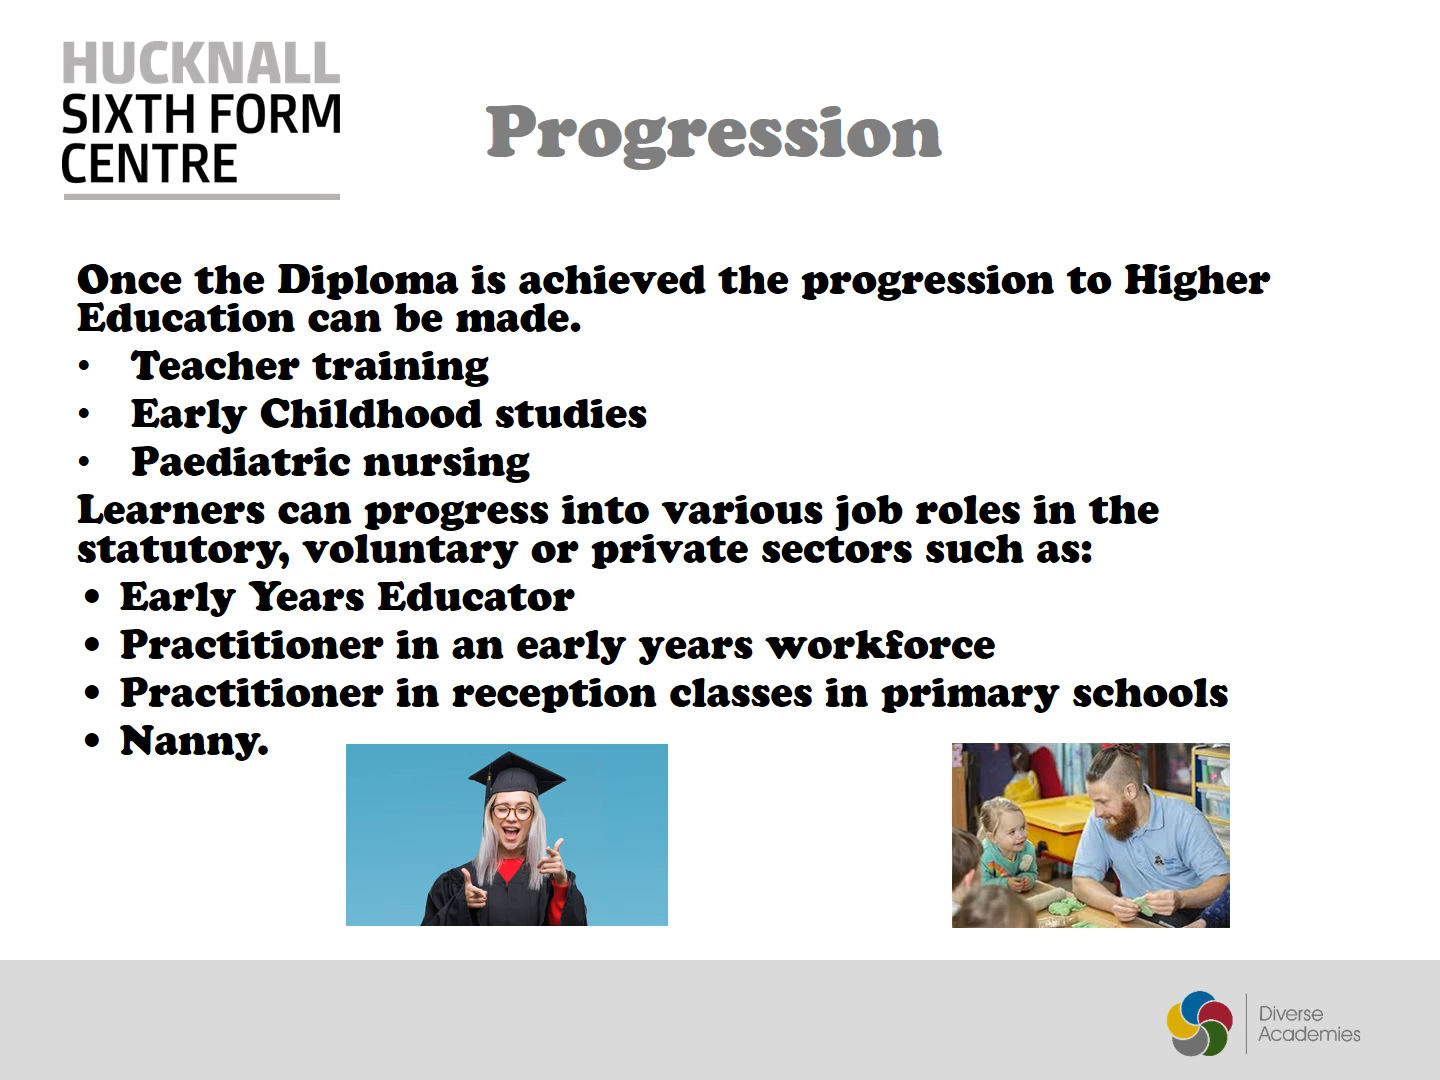 HUCKNALL
SIXTH FORM
CENTRE
Progression
Once the Diploma is achieved the progression to Higher
Education can be made.
• Teacher training
• Early Childhood studies
• Paediatric nursing
Learners can progress into various job roles in the
statutory, voluntary or private sectors such as:
• Early Years Educator
• Practitioner in an early years workforce
• Practitioner in reception classes in primary schools
• Nanny.
Diverse
Academies